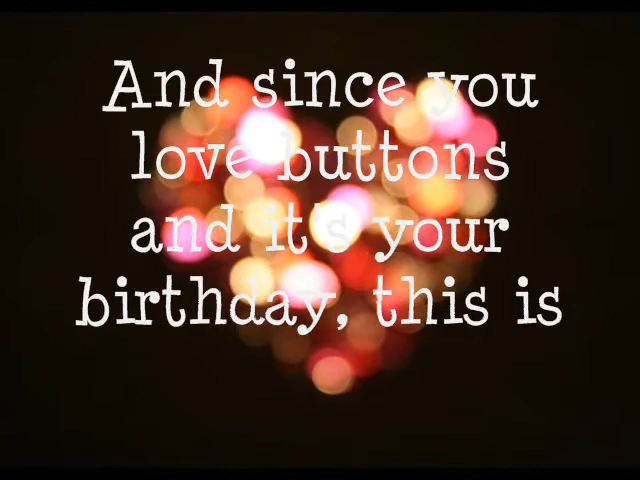 And since you
love buttons
and it's your
birthday, this is